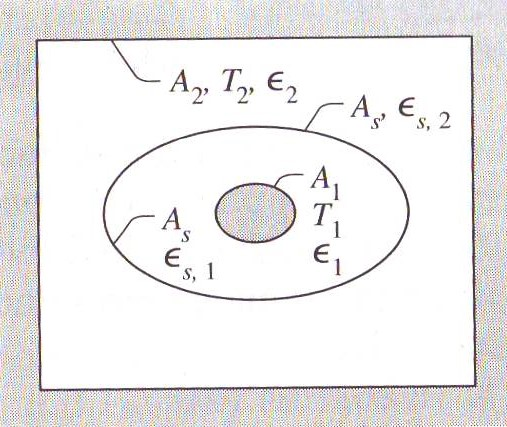 A₂, T₂, ϵ₂
Aₛ, ϵₛ, ₂
A₁
T₁
ϵ₁
Aₛ
ϵₛ, ₁